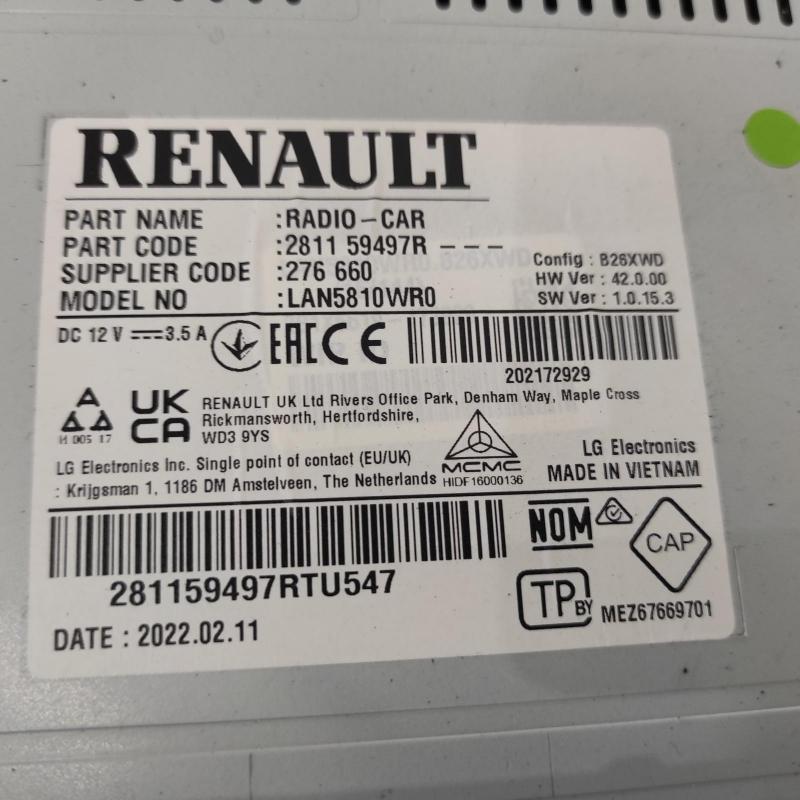 RENAULT
PART NAME :RADIO-CAR
PART CODE :2811 59497R ---
SUPPLIER CODE :276 660
MODEL NO :LAN5810WR0
Config : B26XWD
HW Ver : 42.0.00
SW Ver : 1.0.15.3
DC 12 V 3.5 A
EAC CE
202172929
UK
CA
RENAULT UK Ltd Rivers Office Park, Denham Way, Maple Cross
Rickmansworth, Hertfordshire,
WD3 9YS
LG Electronics Inc. Single point of contact (EU/UK)
: Krijgsman 1, 1186 DM Amstelveen, The Netherlands
MCMC
HIDF16000136
LG Electronics
MADE IN VIETNAM
281159497RTU547
NOM
CAP
TP BY
MEZ67669701
DATE : 2022.02.11